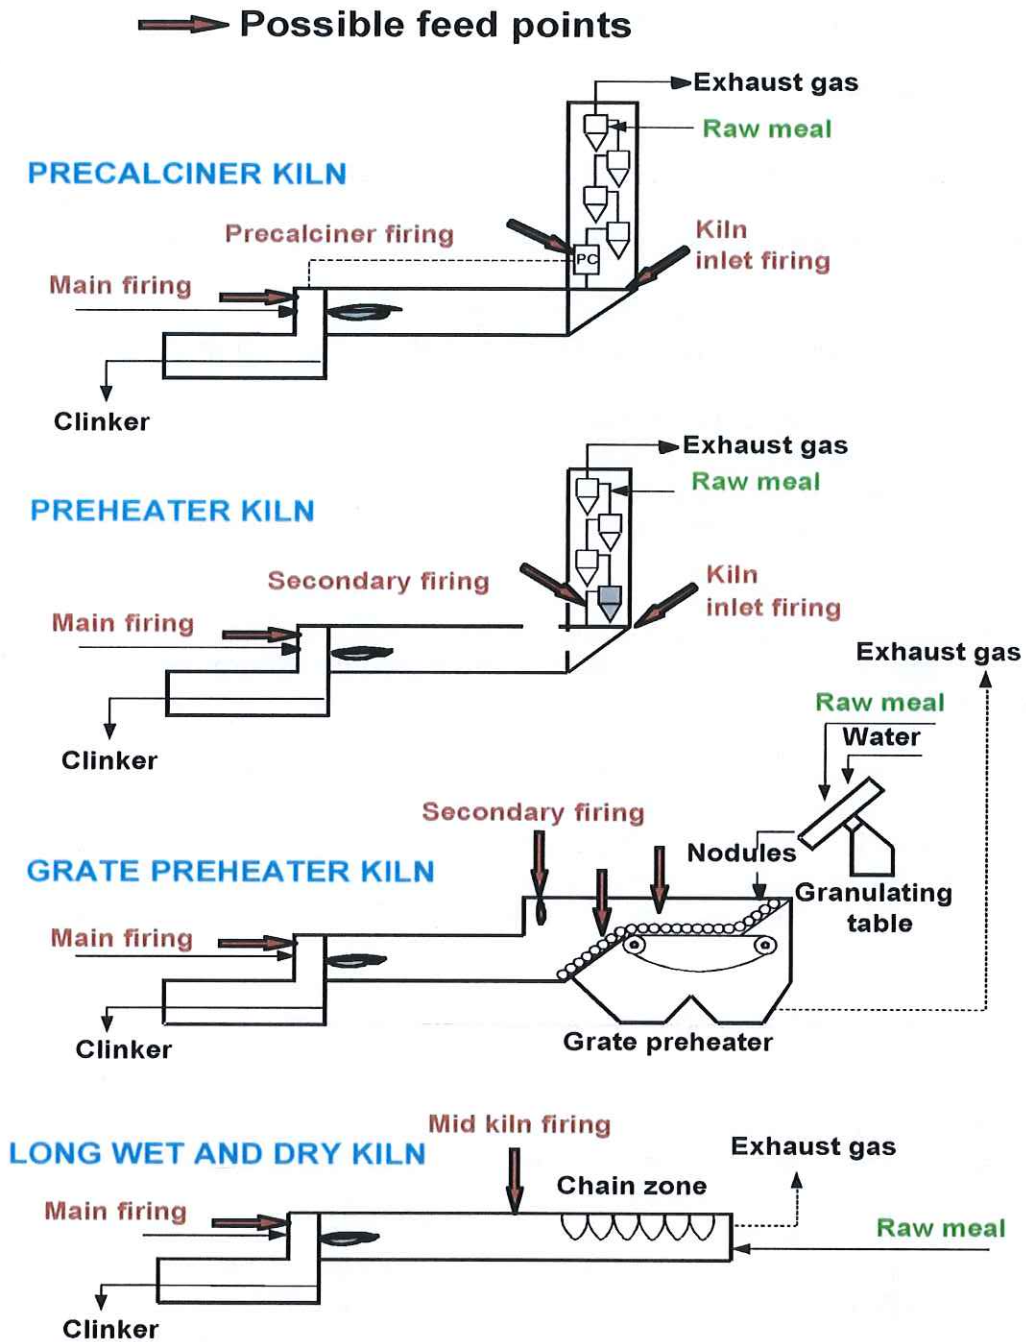 Possible feed points
Exhaust gas
Raw meal
PRECALCINER KILN
Precalciner firing
Kiln
inlet firing
PC
Main firing
Clinker
Exhaust gas
Raw meal
PREHEATER KILN
Secondary firing
Kiln
inlet firing
Main firing
Clinker
Exhaust gas
Raw meal
Water
Secondary firing
Nodules
GRATE PREHEATER KILN
Granulating
table
Main firing
Clinker
Grate preheater
Mid kiln firing
LONG WET AND DRY KILN
Exhaust gas
Chain zone
Main firing
Raw meal
Clinker